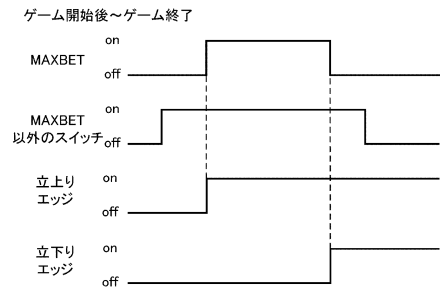 ゲーム開始後～ゲーム終了
on
MAXBET
off
on
MAXBET
以外のスイッチ
off
on
立上り
エッジ
off
on
立下り
エッジ
off